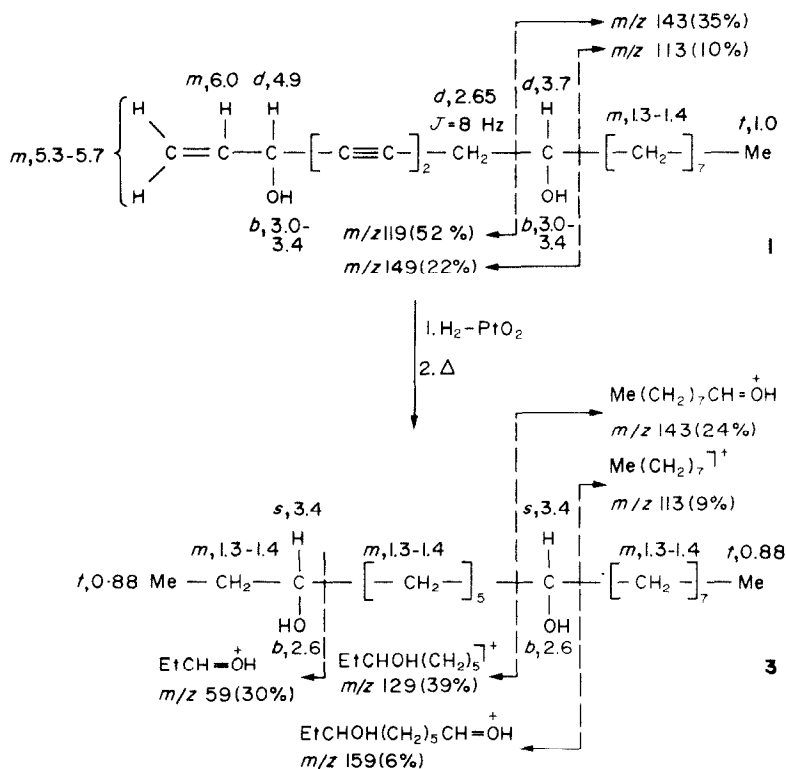 m/z 143(35%)
m/z 113(10%)
m,6.0 d,4.9
d,2.65 d,3.7
J=8 Hz
m,1.3-1.4
t,1.0
H H H H
m,5.3-5.7 { C=C—C—[—C≡C—]2—CH2—C—[—CH2—]7—Me
H OH OH
b,3.0-3.4
m/z119(52 %)
b,3.0-3.4
m/z149(22%)
1
1. H2-PtO2
2. Δ
Me(CH2)7CH=O+H
m/z 143(24%)
Me(CH2)7]+
m/z 113(9%)
s,3.4 s,3.4
m,1.3-1.4 H m,1.3-1.4 H m,1.3-1.4 t,0.88
t,0·88 Me—CH2—C—[—CH2—]5—C—[—CH2—]7—Me
HO OH
b,2.6 b,2.6
EtCH=O+H
m/z 59(30%)
EtCHOH(CH2)5]+
m/z 129(39%)
3
EtCHOH(CH2)5CH=O+H
m/z 159(6%)